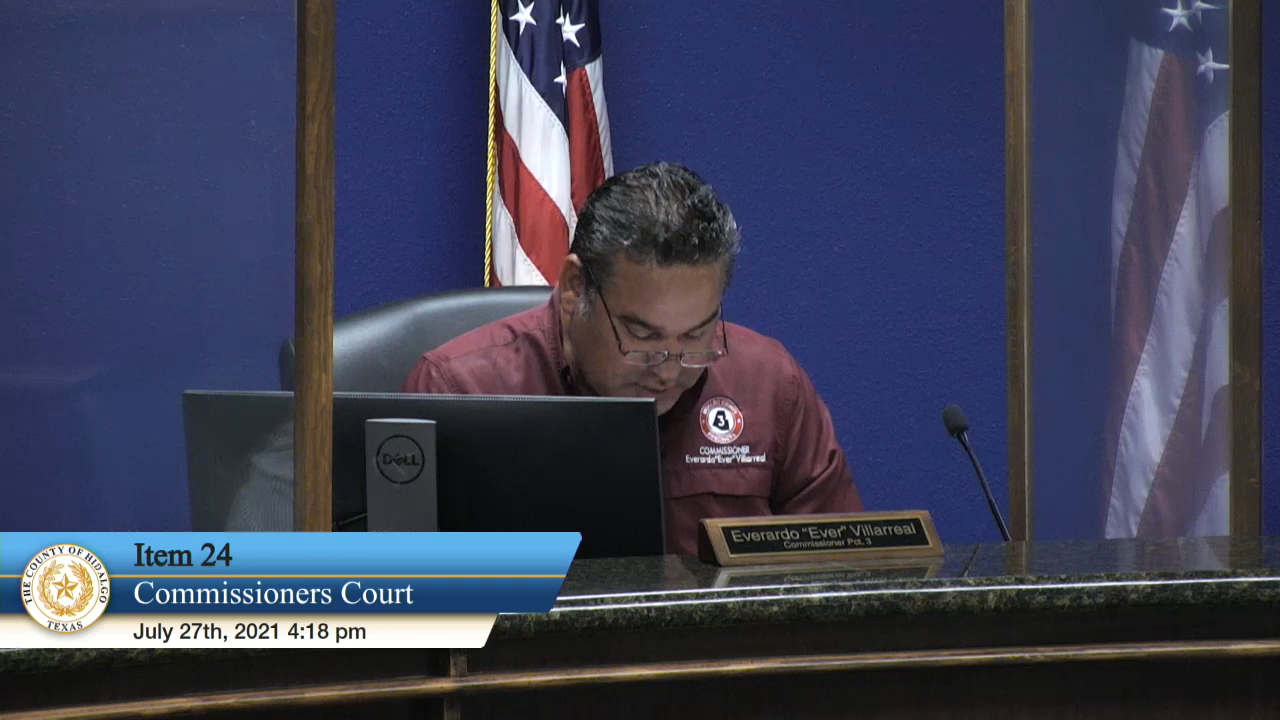 DELL
3
COMMISSIONER
Everardo "Ever" Villarreal
Everardo "Ever" Villarreal
Commissioner Pct. 3
THE COUNTY OF HIDALGO
TEXAS
Item 24
Commissioners Court
July 27th, 2021 4:18 pm